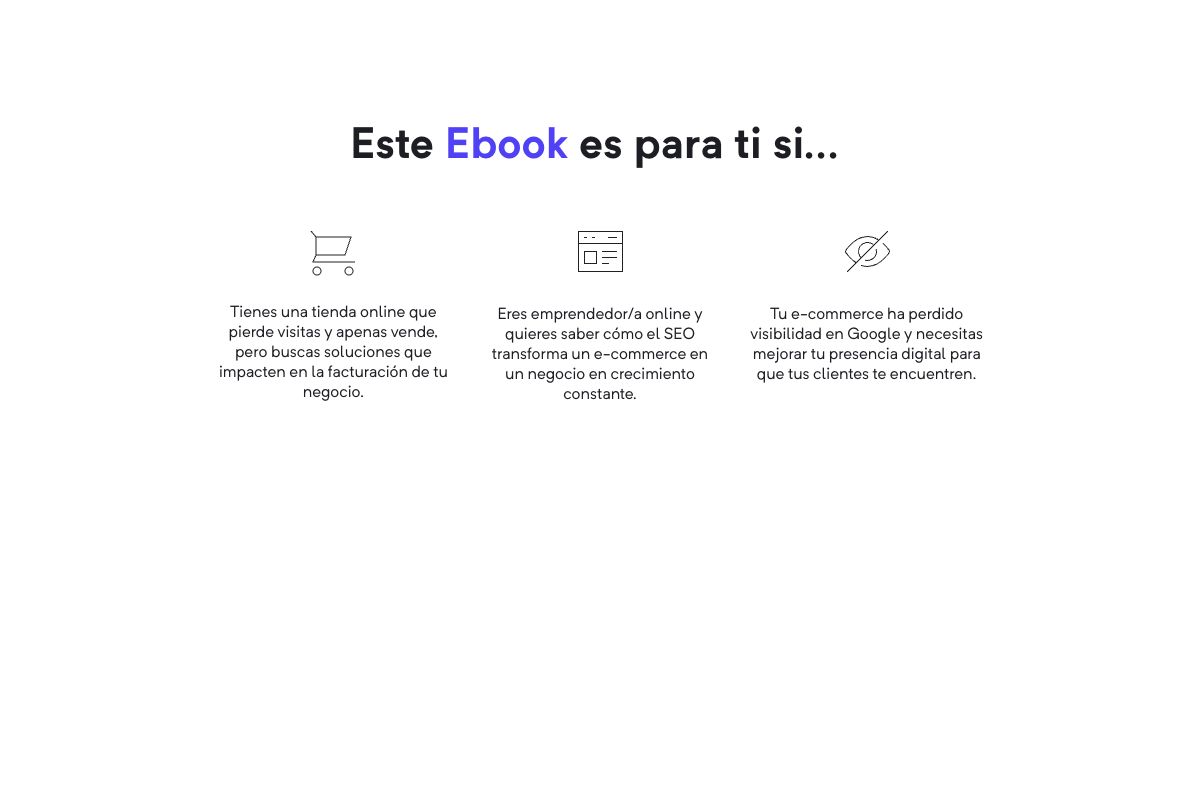 Este Ebook es para ti si...
Tienes una tienda online que
pierde visitas y apenas vende,
pero buscas soluciones que
impacten en la facturación de tu
negocio.
Eres emprendedor/a online y
quieres saber cómo el SEO
transforma un e-commerce en
un negocio en crecimiento
constante.
Tu e-commerce ha perdido
visibilidad en Google y necesitas
mejorar tu presencia digital para
que tus clientes te encuentren.